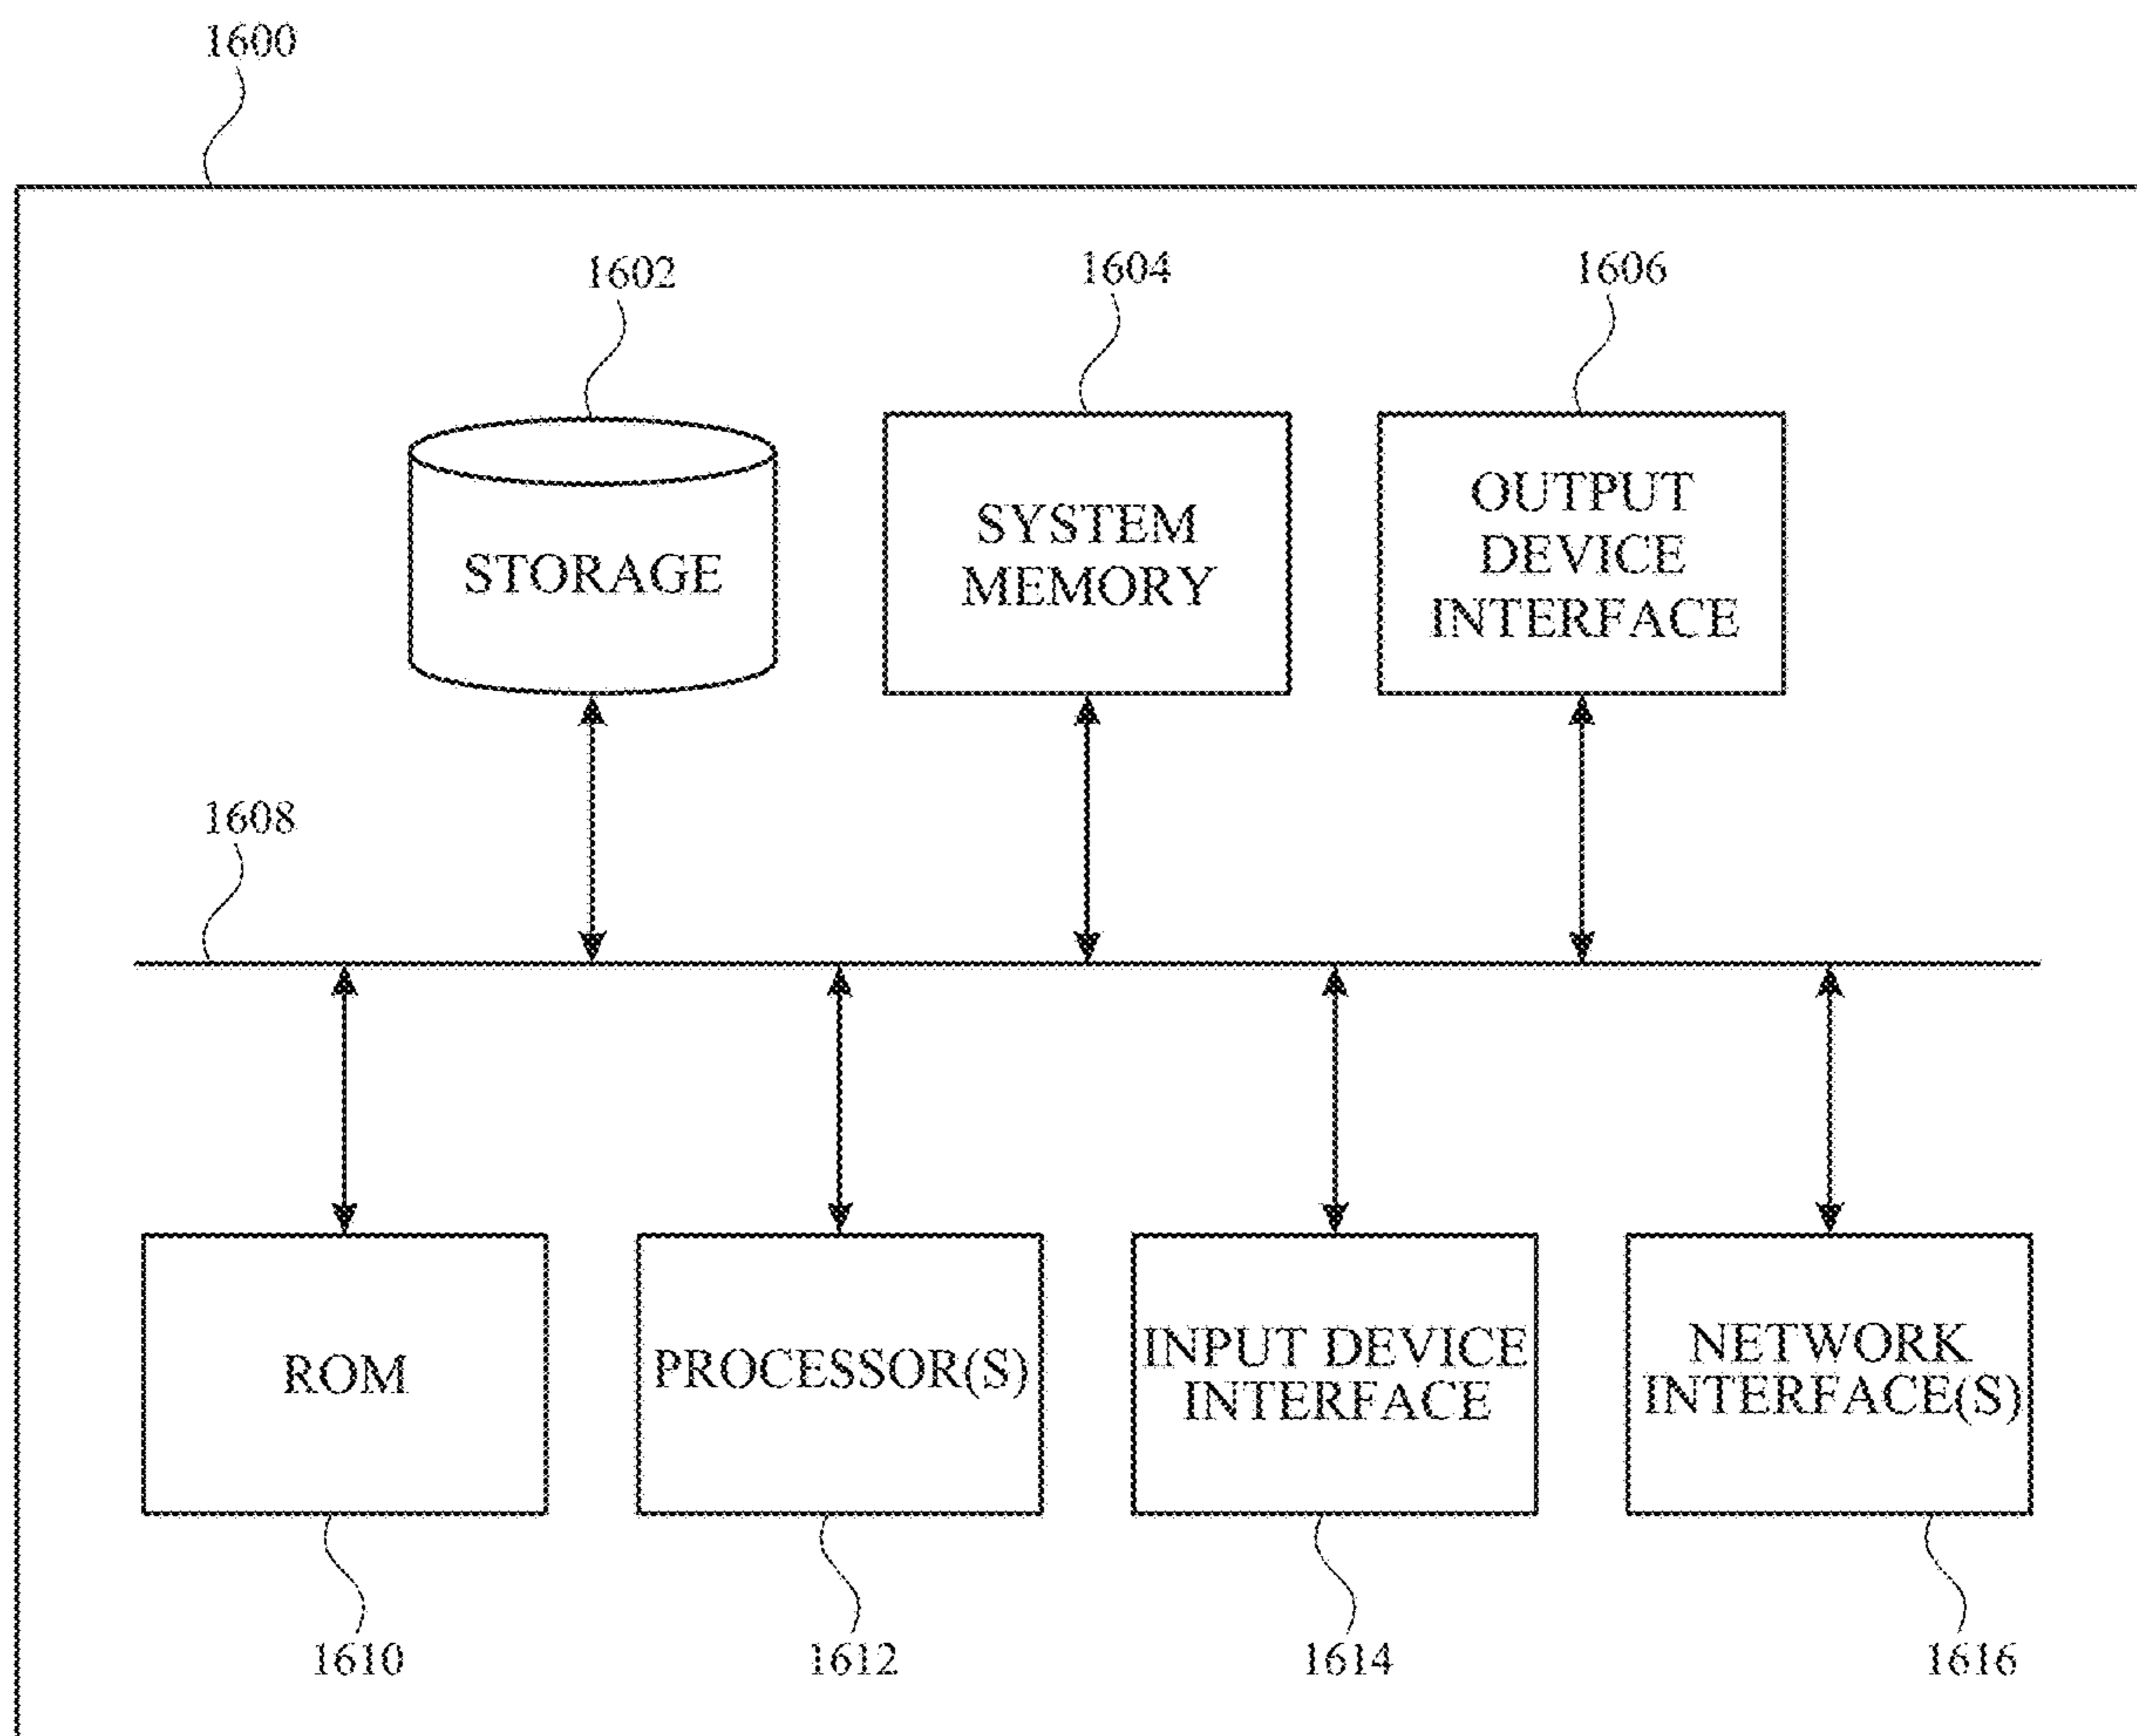 1600
1602
1604
1606
STORAGE
SYSTEM
MEMORY
OUTPUT
DEVICE
INTERFACE
1608
ROM
PROCESSOR(S)
INPUT DEVICE
INTERFACE
NETWORK
INTERFACE(S)
1610
1612
1614
1616